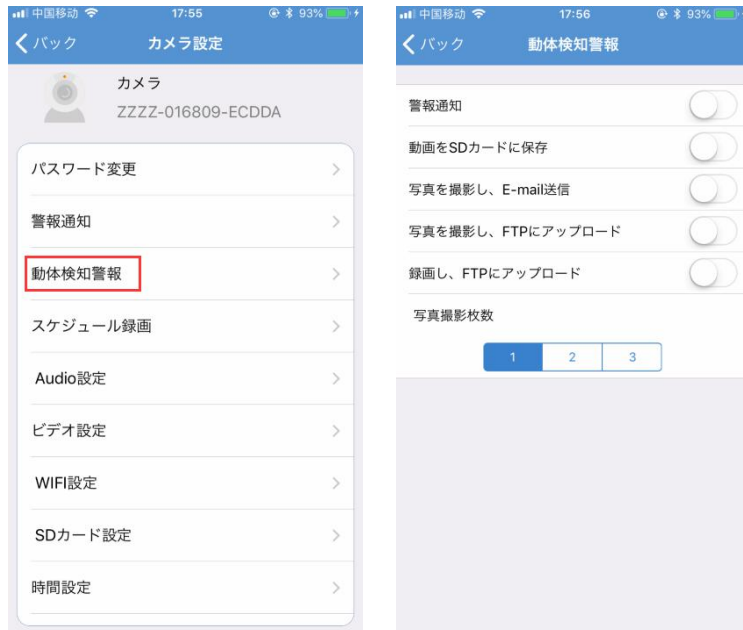 中国移动 17:55 93%
バック カメラ設定
カメラ
ZZZZ-016809-ECDDA
パスワード変更
警報通知
動体検知警報
スケジュール録画
Audio設定
ビデオ設定
WIFI設定
SDカード設定
時間設定
中国移动 17:56 93%
バック 動体検知警報
警報通知
動画をSDカードに保存
写真を撮影し、E-mail送信
写真を撮影し、FTPにアップロード
録画し、FTPにアップロード
写真撮影枚数
1 2 3